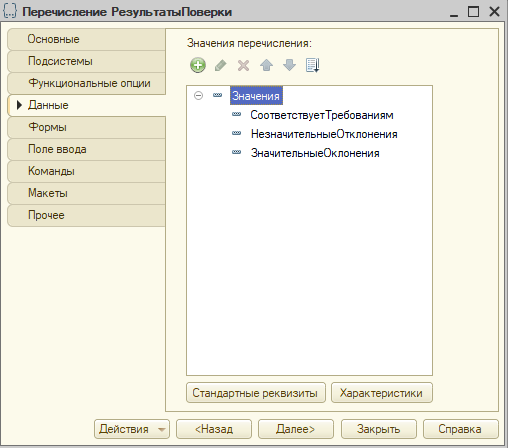 Перечисление РезультатыПоверки
Основные
Подсистемы
Функциональные опции
Данные
Формы
Поле ввода
Команды
Макеты
Прочее
Значения перечисления:
Значения
СоответствуетТребованиям
НезначительныеОтклонения
ЗначительныеОклонения
Стандартные реквизиты
Характеристики
Действия
<Назад
Далее>
Закрыть
Справка